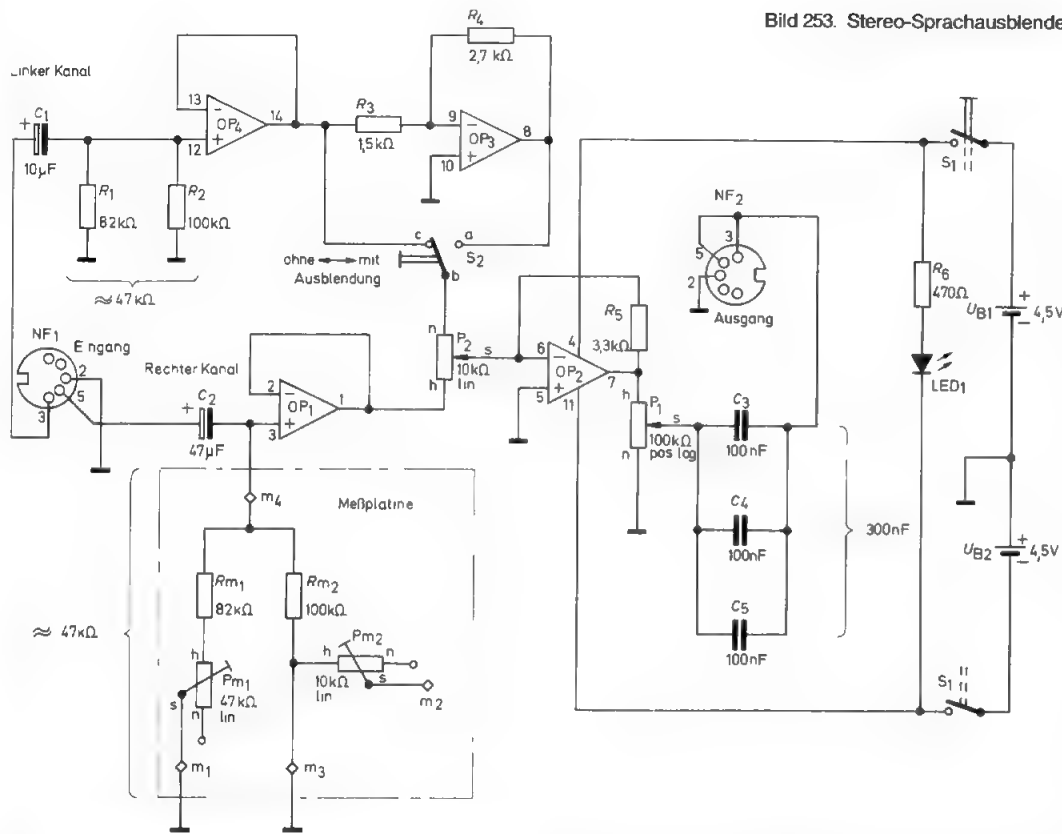 Bild 253. Stereo-Sprachausblende
Linker Kanal
R4
2,7 kΩ
13
−
OP4
14
+
12
R3
1,5kΩ
9
−
OP3
8
+
10
+
C1
10µF
R1
82kΩ
R2
100kΩ
≈ 47kΩ
c
a
S2
b
ohne
mit
Ausblendung
NF2
5
3
2
Ausgang
S1
R6
470Ω
LED1
UB1
+
−
4,5V
NF1
Eingang
2
5
3
Rechter Kanal
+
C2
47µF
2
−
OP1
1
+
3
n
P2
10kΩ
lin
h
s
R5
3,3kΩ
6
−
4
OP2
7
+
5
11
h
P1
s
100kΩ
pos log
n
C3
100nF
C4
100nF
C5
100nF
300nF
UB2
+
−
4,5V
S1
m4
Meßplatine
Rm1
82kΩ
Rm2
100kΩ
≈ 47kΩ
h
Pm1
47kΩ
lin
s
n
h
Pm2
n
10kΩ
lin
s
m2
m1
m3